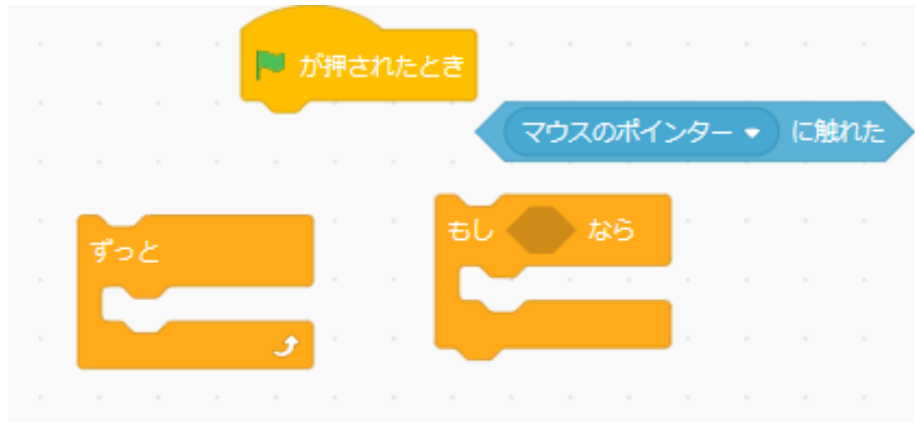 が押されたとき
マウスのポインター に触れた
ずっと
もし なら